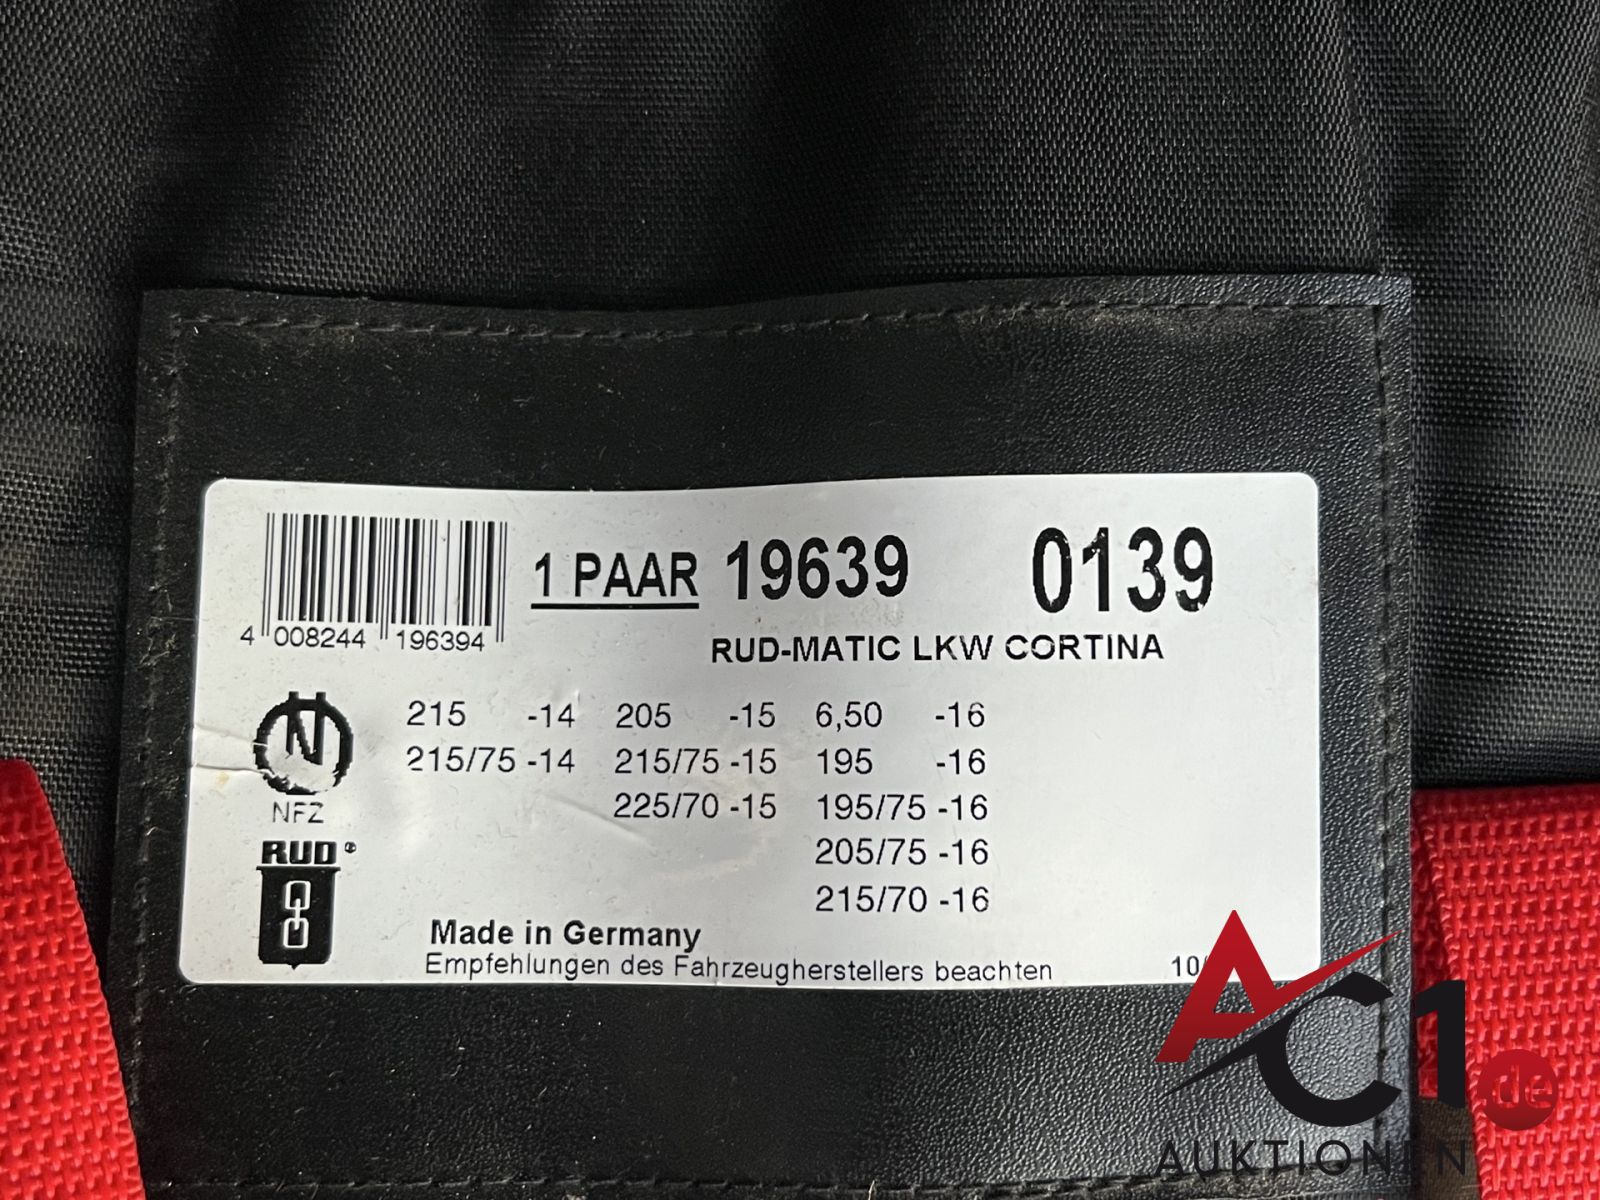 1 PAAR 19639 0139
4 008244 196394
RUD-MATIC LKW CORTINA
215 -14 205 -15 6,50 -16
215/75 -14 215/75 -15 195 -16
225/70 -15 195/75 -16
205/75 -16
215/70 -16
NFZ
RUD
Made in Germany
Empfehlungen des Fahrzeugherstellers beachten 10/
AC1.de
AUKTIONEN